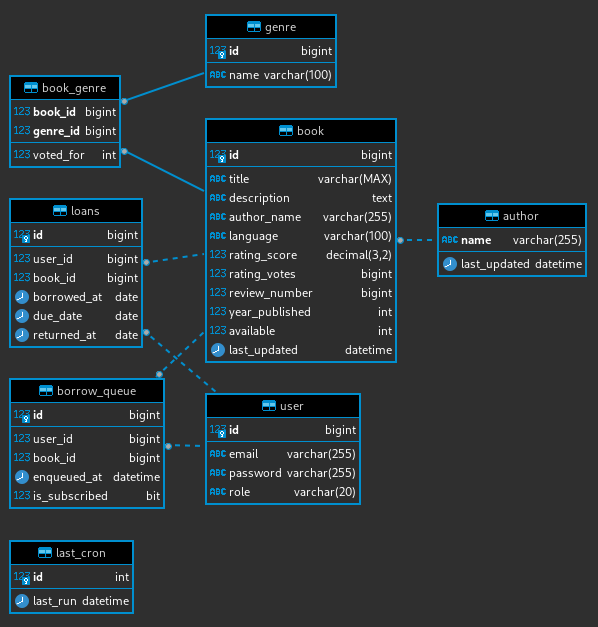 genre
123 id bigint
ABC name varchar(100)
book_genre
123 book_id bigint
123 genre_id bigint
123 voted_for int
book
123 id bigint
ABC title varchar(MAX)
ABC description text
ABC author_name varchar(255)
ABC language varchar(100)
123 rating_score decimal(3,2)
123 rating_votes bigint
123 review_number bigint
123 year_published int
123 available int
last_updated datetime
loans
123 id bigint
123 user_id bigint
123 book_id bigint
borrowed_at date
due_date date
returned_at date
author
ABC name varchar(255)
last_updated datetime
borrow_queue
123 id bigint
123 user_id bigint
123 book_id bigint
enqueued_at datetime
123 is_subscribed bit
user
123 id bigint
ABC email varchar(255)
ABC password varchar(255)
ABC role varchar(20)
last_cron
123 id int
last_run datetime